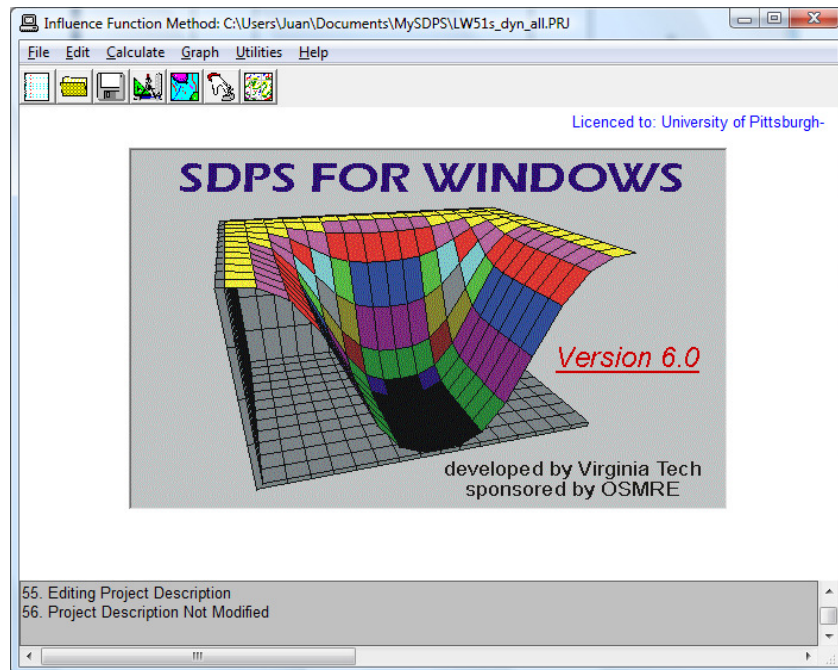 Influence Function Method: C:\Users\Juan\Documents\MySDPS\LW51s_dyn_all.PRJ
File Edit Calculate Graph Utilities Help
Licenced to: University of Pittsburgh-
SDPS FOR WINDOWS
Version 6.0
developed by Virginia Tech
sponsored by OSMRE
55. Editing Project Description
56. Project Description Not Modified